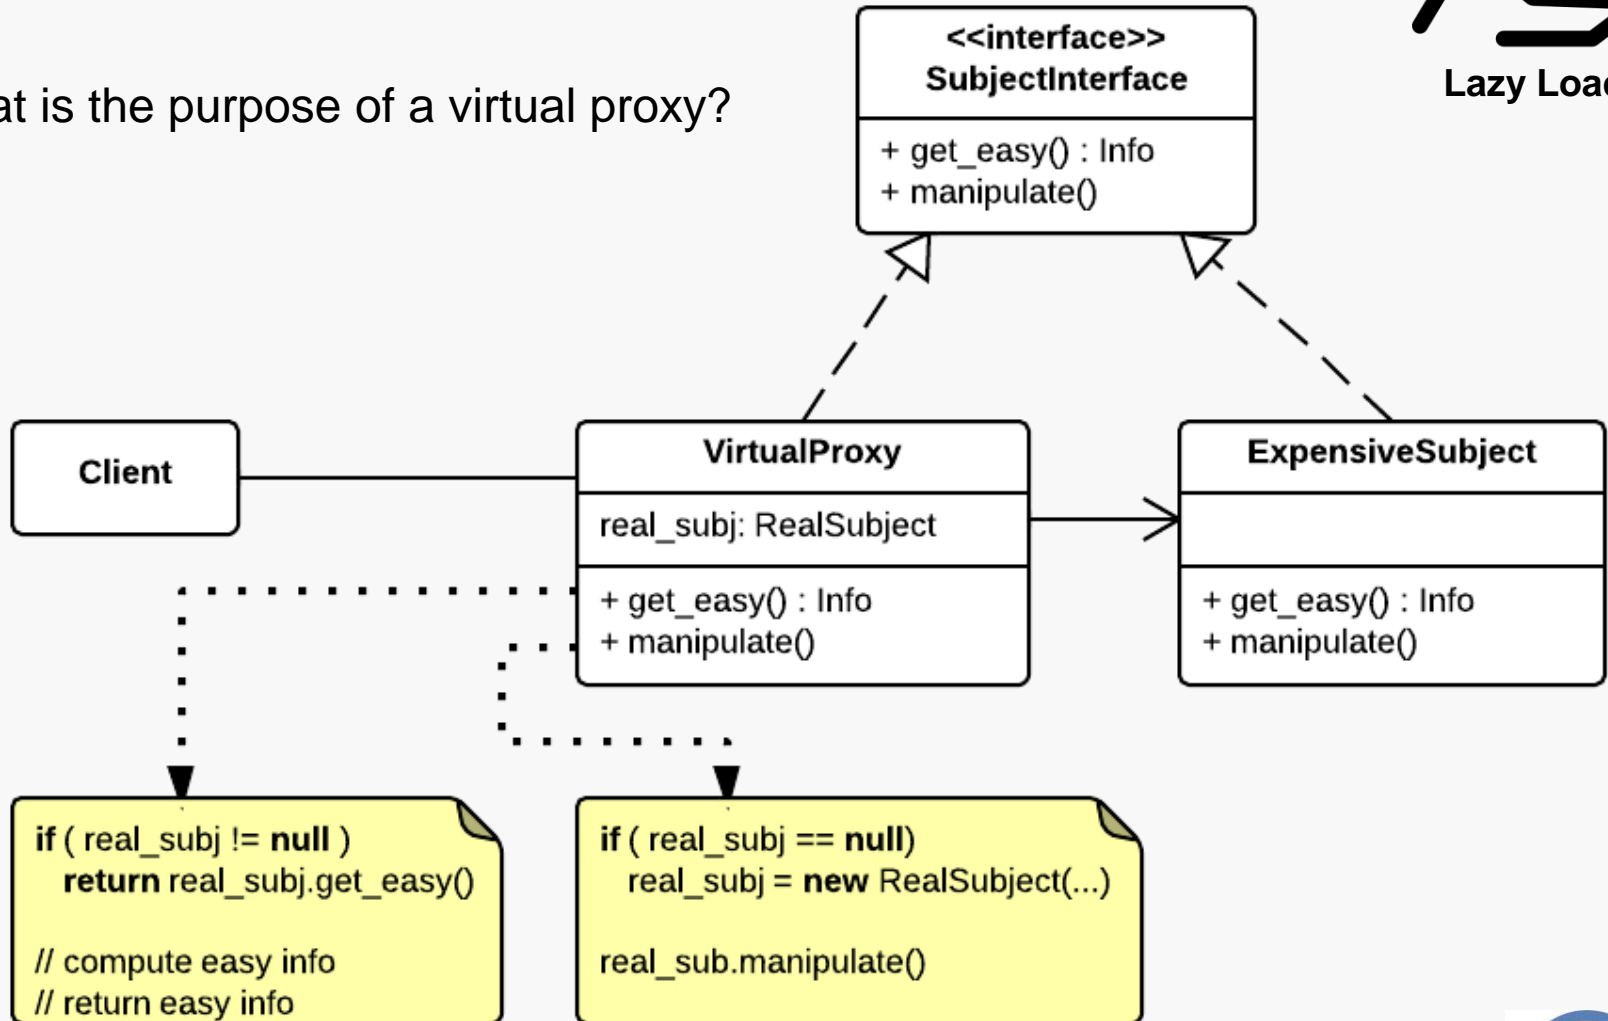 at is the purpose of a virtual proxy?
<<interface>>
SubjectInterface
+ get_easy() : Info
+ manipulate()
Lazy Load
Client
VirtualProxy
real_subj: RealSubject
+ get_easy() : Info
+ manipulate()
ExpensiveSubject
+ get_easy() : Info
+ manipulate()
if ( real_subj != null )
return real_subj.get_easy()
// compute easy info
// return easy info
if ( real_subj == null)
real_subj = new RealSubject(...)
real_sub.manipulate()